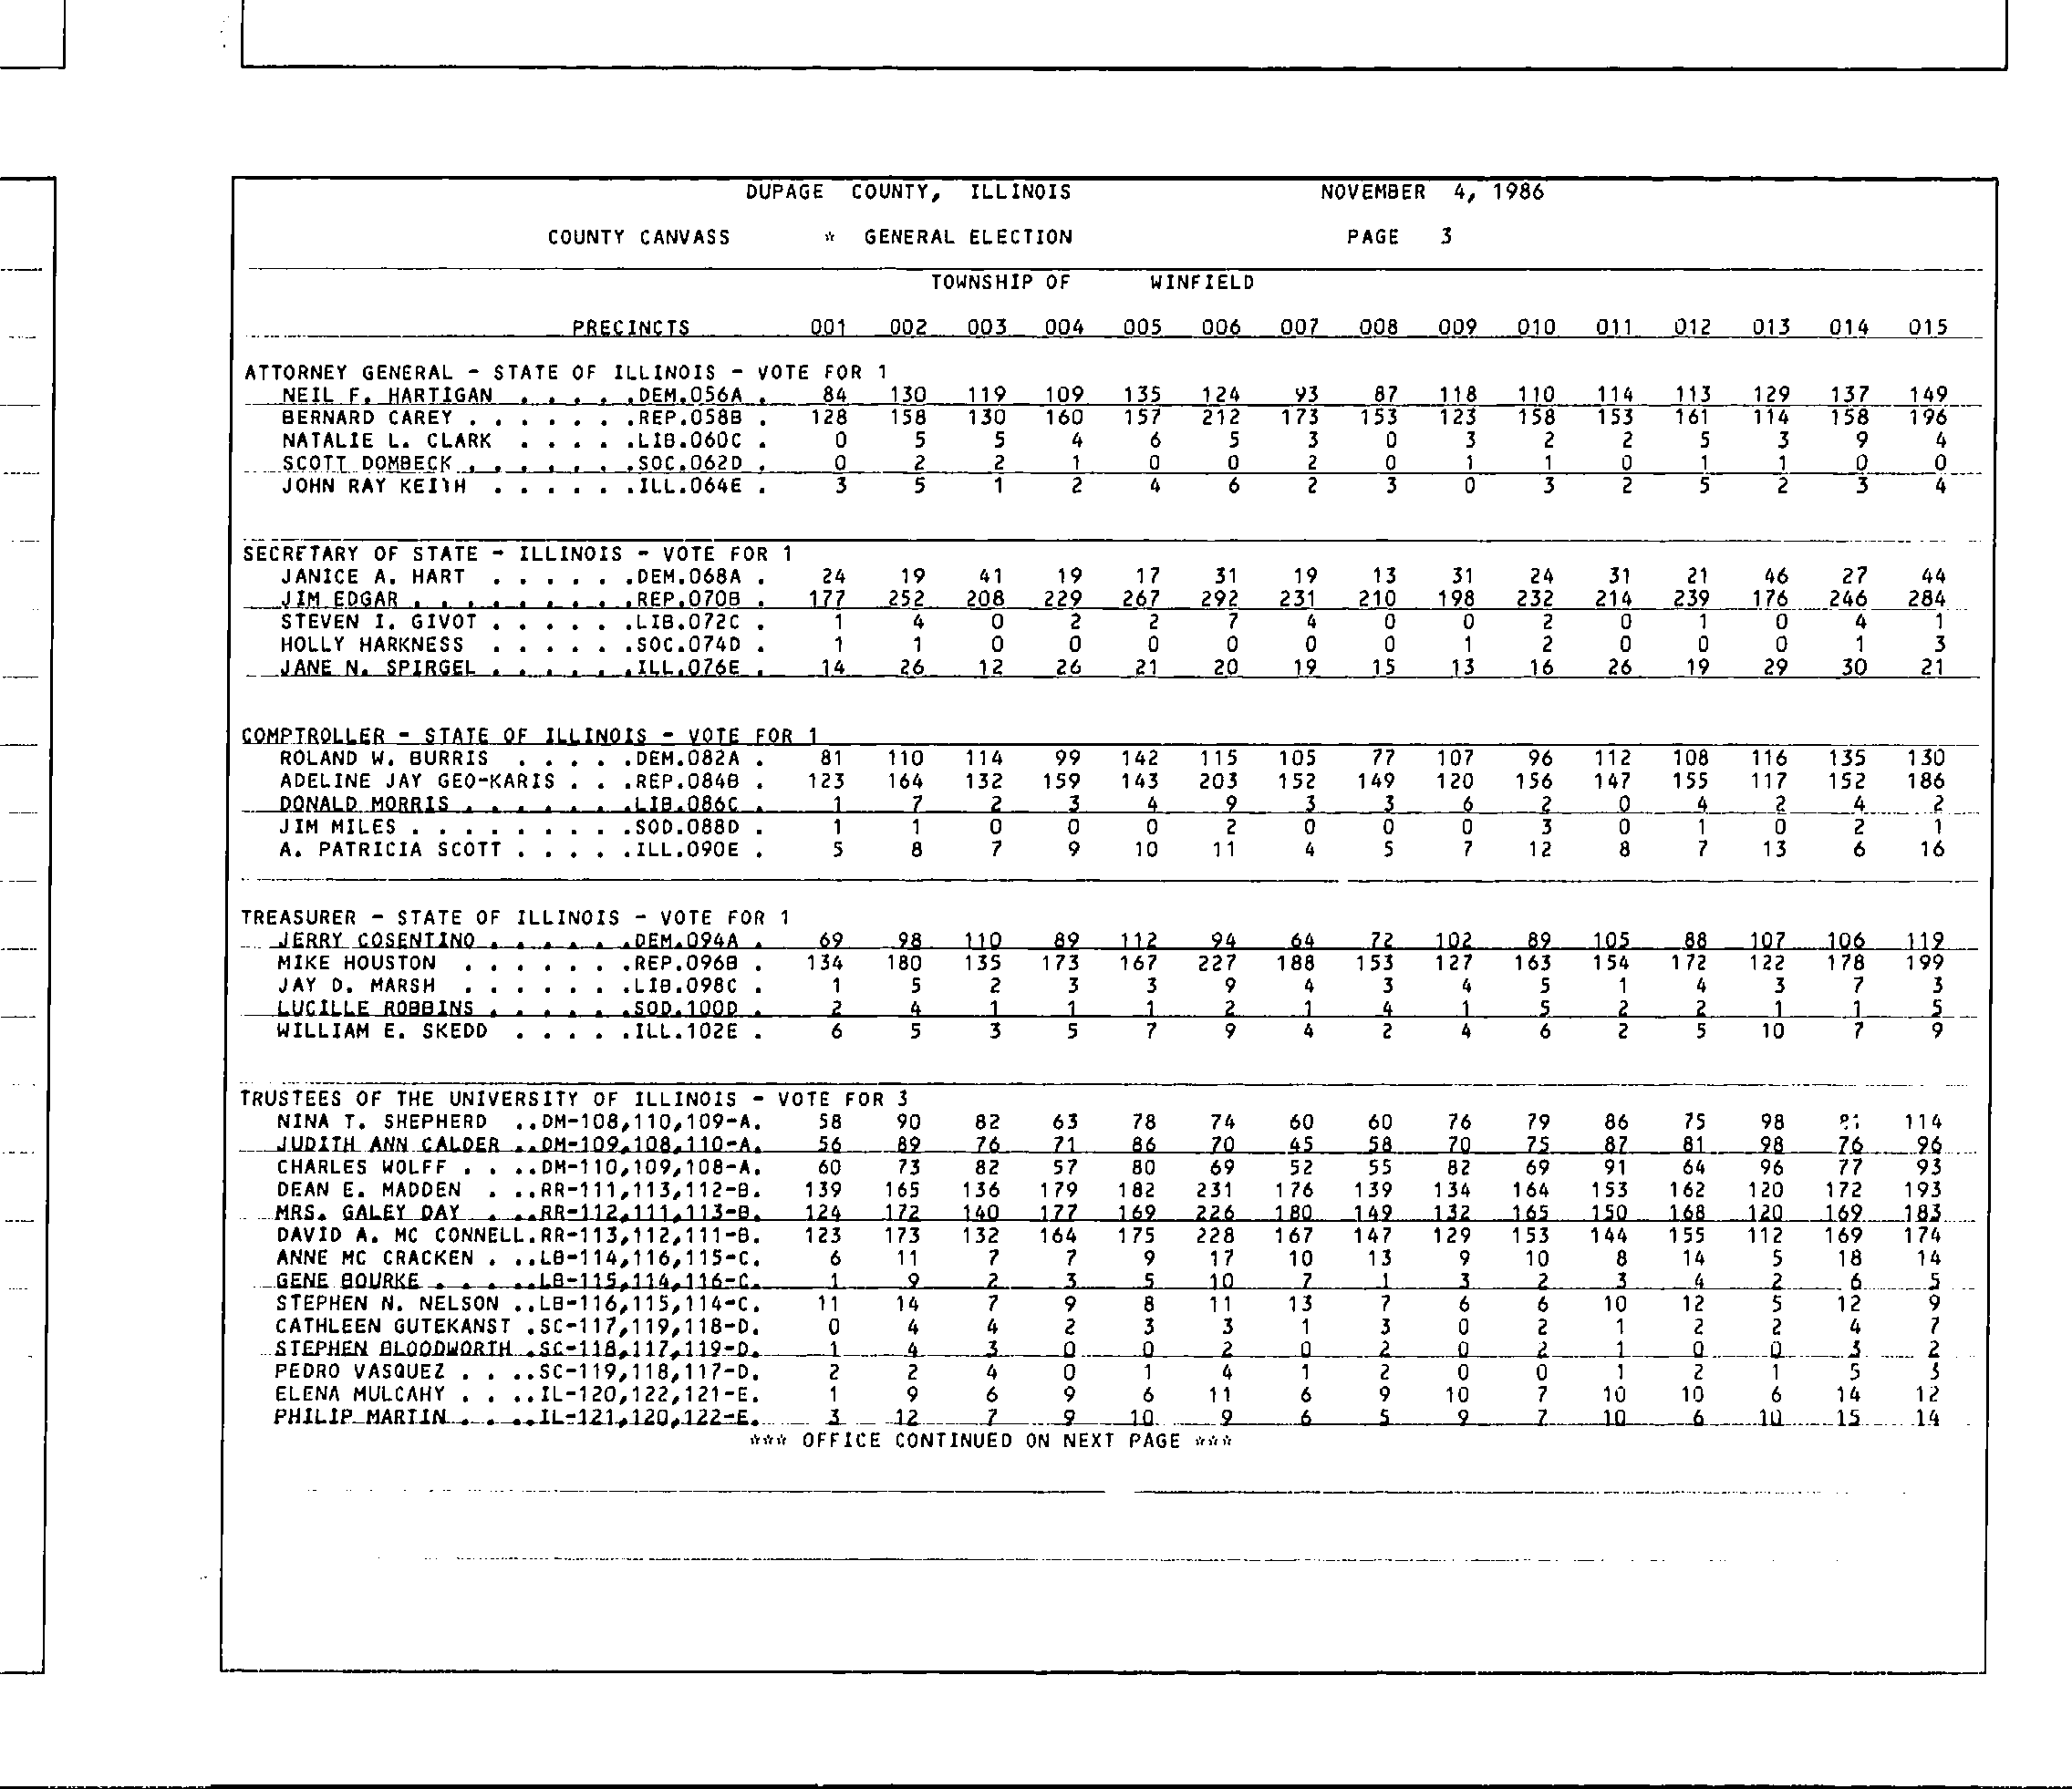 DUPAGE COUNTY, ILLINOIS NOVEMBER 4, 1986
COUNTY CANVASS * GENERAL ELECTION PAGE 3
TOWNSHIP OF WINFIELD
PRECINCTS 001 002 003 004 005 006 007 008 009 010 011 012 013 014 015
ATTORNEY GENERAL - STATE OF ILLINOIS - VOTE FOR 1
NEIL F. HARTIGAN . . . . .DEM.056A . 84 130 119 109 135 124 93 87 118 110 114 113 129 137 149
BERNARD CAREY . . . . . . .REP.058B . 128 158 130 160 157 212 173 153 123 158 153 161 114 158 196
NATALIE L. CLARK . . . . .LIB.060C . 0 5 5 4 6 5 3 0 3 2 2 5 3 9 4
SCOTT DOMBECK . . . . . . .SOC.062D . 0 2 2 1 0 0 2 0 1 1 0 1 1 0 0
JOHN RAY KEITH . . . . . .ILL.064E . 3 5 1 2 4 6 2 3 0 3 2 5 2 3 4
SECRETARY OF STATE - ILLINOIS - VOTE FOR 1
JANICE A. HART . . . . . .DEM.068A . 24 19 41 19 17 31 19 13 31 24 31 21 46 27 44
JIM EDGAR . . . . . . . . .REP.070B . 177 252 208 229 267 292 231 210 198 232 214 239 176 246 284
STEVEN I. GIVOT . . . . . .LIB.072C . 1 4 0 2 2 7 4 0 0 2 0 1 0 4 1
HOLLY HARKNESS . . . . . .SOC.074D . 1 1 0 0 0 0 0 0 1 2 0 0 0 1 3
JANE N. SPIRGEL . . . . . .ILL.076E . 14 26 12 26 21 20 19 15 13 16 26 19 29 30 21
COMPTROLLER - STATE OF ILLINOIS - VOTE FOR 1
ROLAND W. BURRIS . . . . .DEM.082A . 81 110 114 99 142 115 105 77 107 96 112 108 116 135 130
ADELINE JAY GEO-KARIS . . .REP.084B . 123 164 132 159 143 203 152 149 120 156 147 155 117 152 186
DONALD MORRIS . . . . . . .LIB.086C . 1 7 2 3 4 9 3 3 6 2 0 4 2 4 2
JIM MILES . . . . . . . . .SOD.088D . 1 1 0 0 0 2 0 0 0 3 0 1 0 2 1
A. PATRICIA SCOTT . . . . .ILL.090E . 5 8 7 9 10 11 4 5 7 12 8 7 13 6 16
TREASURER - STATE OF ILLINOIS - VOTE FOR 1
JERRY COSENTINO . . . . . .DEM.094A . 69 98 110 89 112 94 64 72 102 89 105 88 107 106 119
MIKE HOUSTON . . . . . . .REP.096B . 134 180 135 173 167 227 188 153 127 163 154 172 122 178 199
JAY D. MARSH . . . . . . .LIB.098C . 1 5 2 3 3 9 4 3 4 5 1 4 3 7 3
LUCILLE ROBBINS . . . . . .SOD.100D . 2 4 1 1 1 2 1 4 1 5 2 2 1 1 5
WILLIAM E. SKEDD . . . . .ILL.102E . 6 5 3 5 7 9 4 2 4 6 2 5 10 7 9
TRUSTEES OF THE UNIVERSITY OF ILLINOIS - VOTE FOR 3
NINA T. SHEPHERD ..DM-108,110,109-A. 58 90 82 63 78 74 60 60 76 79 86 75 98 114
JUDITH ANN CALDER ..DM-109,108,110-A. 56 89 76 71 86 70 45 58 70 75 87 81 98 76 96
CHARLES WOLFF . . ..DM-110,109,108-A. 60 73 82 57 80 69 52 55 82 69 91 64 96 77 93
DEAN E. MADDEN . ..RR-111,113,112-B. 139 165 136 179 182 231 176 139 134 164 153 162 120 172 193
MRS. GALEY DAY . ..RR-112,111,113-B. 124 172 140 177 169 226 180 149 132 165 150 168 120 169 183
DAVID A. MC CONNELL.RR-113,112,111-B. 123 173 132 164 175 228 167 147 129 153 144 155 112 169 174
ANNE MC CRACKEN . ..LB-114,116,115-C. 6 11 7 7 9 17 10 13 9 10 8 14 5 18 14
GENE BOURKE . . ...LB-115,114,116-C. 1 9 2 3 5 10 7 1 3 2 3 4 2 6 5
STEPHEN N. NELSON ..LB-116,115,114-C. 11 14 7 9 8 11 13 7 6 6 10 12 5 12 9
CATHLEEN GUTEKANST .SC-117,119,118-D. 0 4 4 2 3 3 1 3 0 2 1 2 2 4 7
STEPHEN BLOODWORTH .SC-118,117,119-D. 1 4 3 0 0 2 0 2 0 2 1 0 0 3 2
PEDRO VASQUEZ . . ..SC-119,118,117-D. 2 2 4 0 1 4 1 2 0 0 1 2 1 5 3
ELENA MULCAHY . . ..IL-120,122,121-E. 1 9 6 9 6 11 6 9 10 7 10 10 6 14 12
PHILIP MARTIN . . ..IL-121,120,122-E. 3 12 7 9 10 9 6 5 9 7 10 6 10 15 14
*** OFFICE CONTINUED ON NEXT PAGE ***